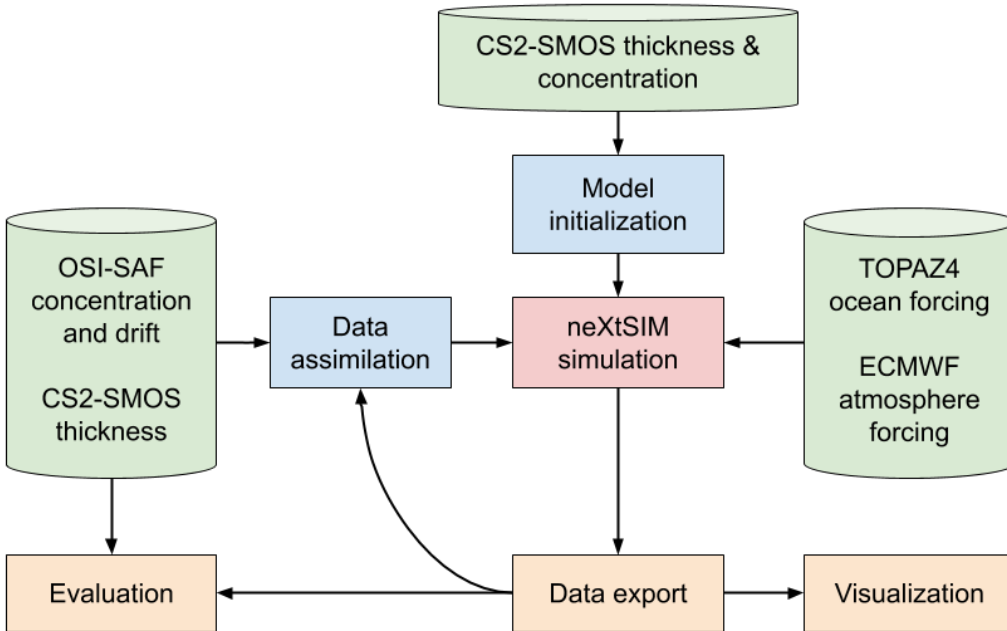 CS2-SMOS thickness &
concentration
Model
initialization
OSI-SAF
concentration
and drift
CS2-SMOS
thickness
Data
assimilation
neXtSIM
simulation
TOPAZ4
ocean forcing
ECMWF
atmosphere
forcing
Evaluation
Data export
Visualization